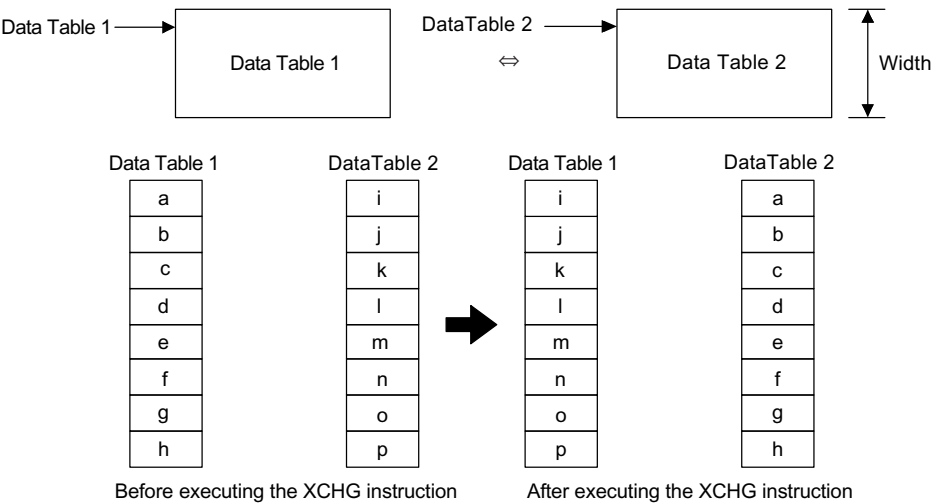 Data Table 1
Data Table 1
DataTable 2
⇔
Data Table 2
Width
Data Table 1
DataTable 2
Data Table 1
DataTable 2
a i i a
b j j b
c k k c
d l l d
e m m e
f n n f
g o o g
h p p h
Before executing the XCHG instruction
After executing the XCHG instruction